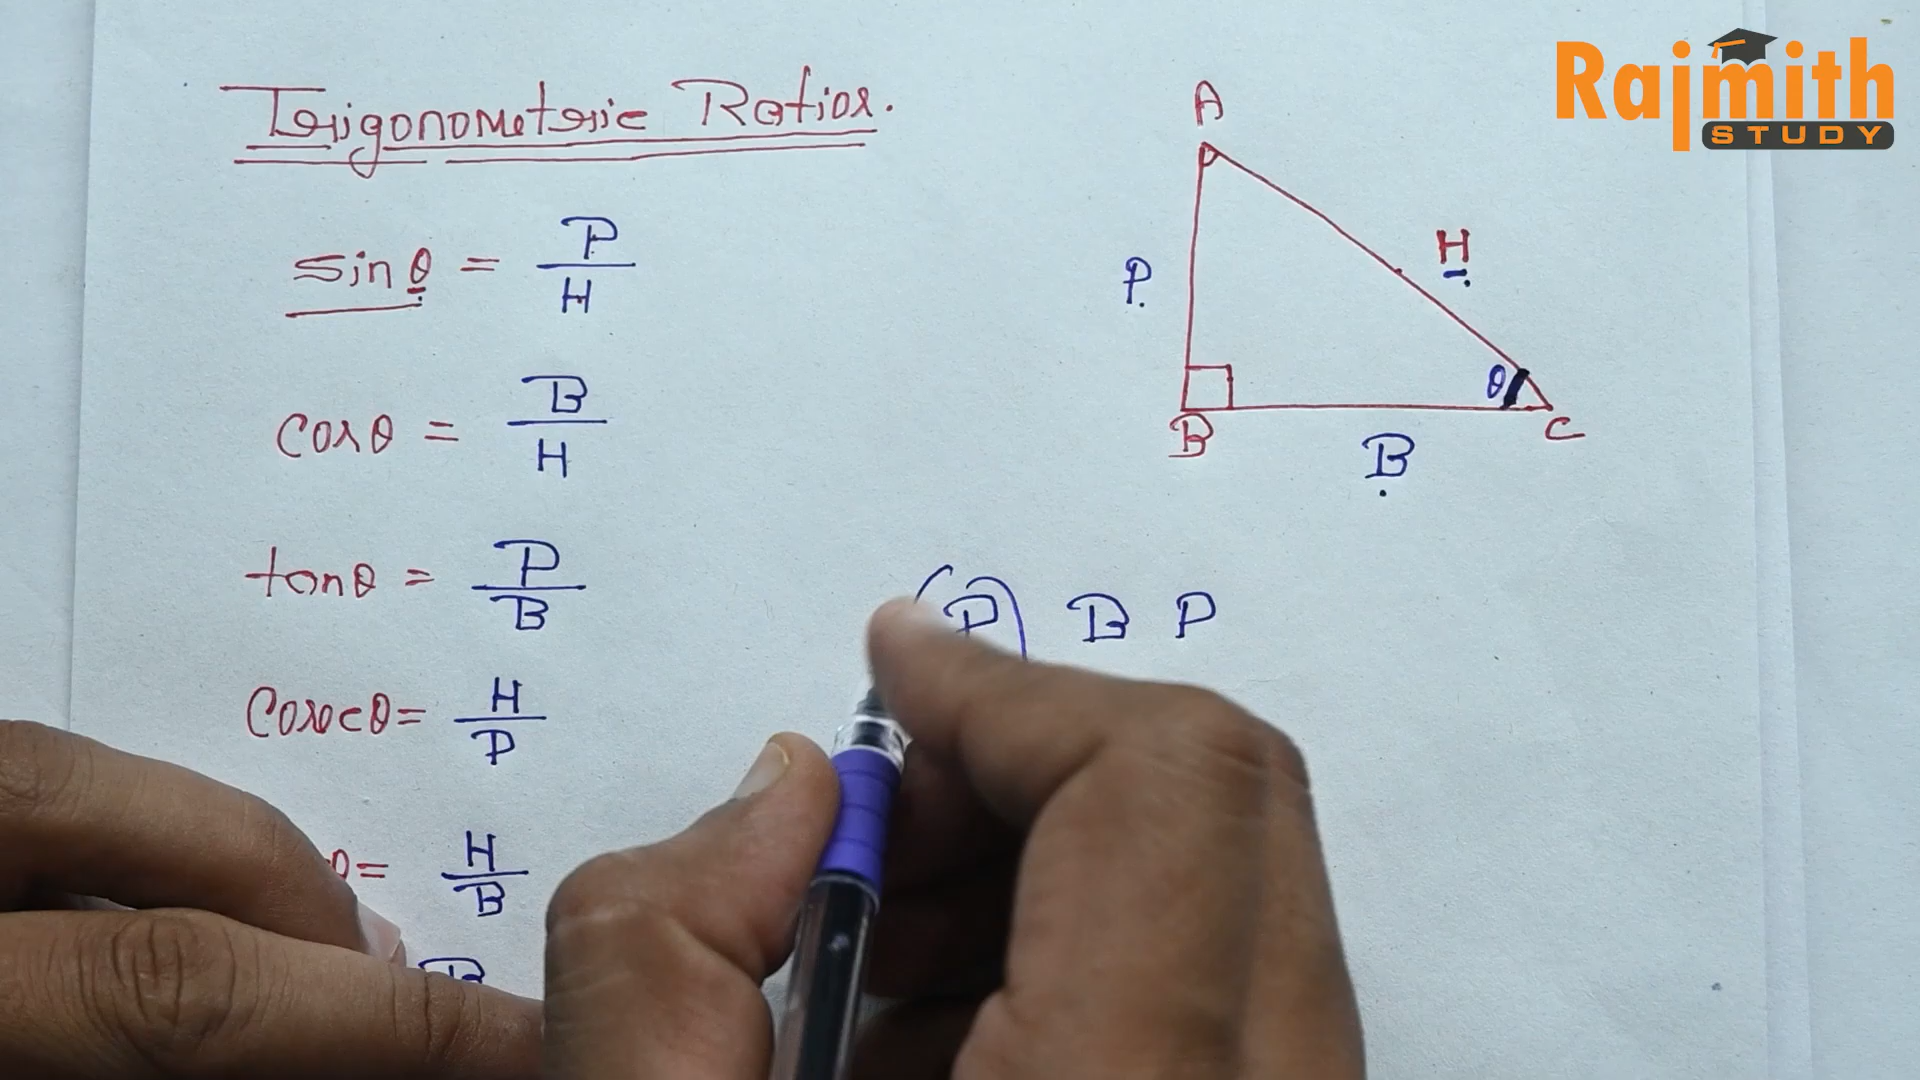 Trigonometric Ratios.
sinθ = P/H
cosθ = B/H
tanθ = P/B
cosecθ = H/P
θ = H/B
B
A
P
H
θ
B
C
B
P B P
Rajmith
STUDY